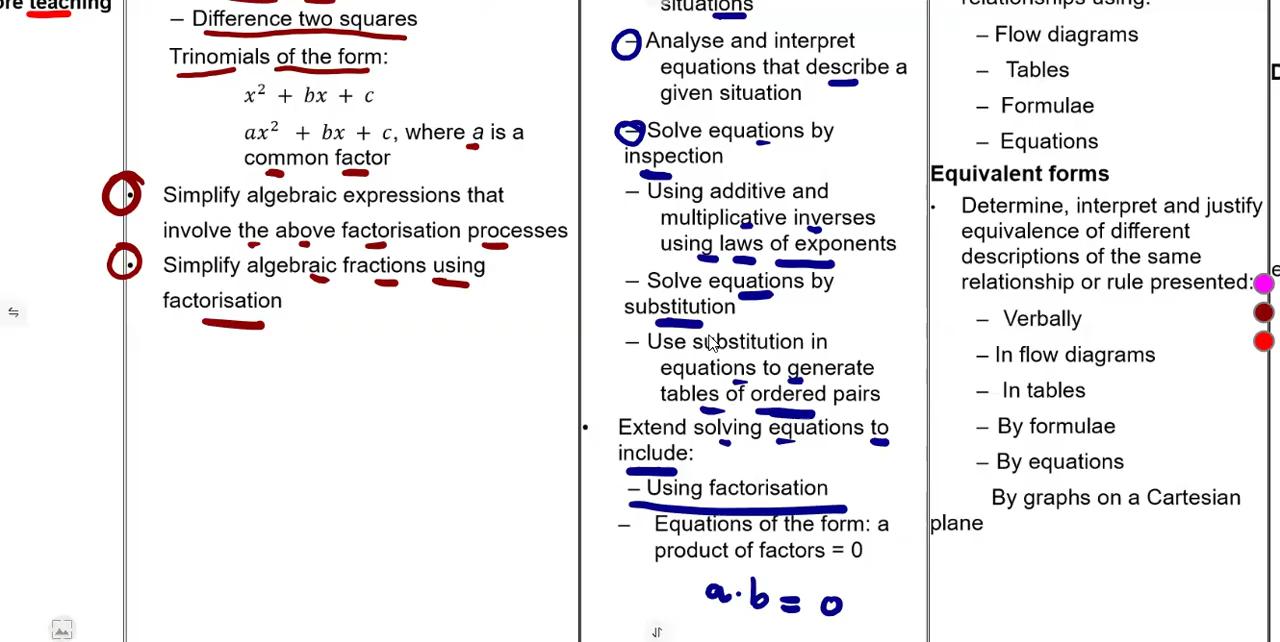 ore teaching
– Difference two squares
Trinomials of the form:
x² + bx + c
ax² + bx + c, where a is a
common factor
• Simplify algebraic expressions that
involve the above factorisation processes
• Simplify algebraic fractions using
factorisation
situations
– Analyse and interpret
equations that describe a
given situation
– Solve equations by
inspection
– Using additive and
multiplicative inverses
using laws of exponents
– Solve equations by
substitution
– Use substitution in
equations to generate
tables of ordered pairs
• Extend solving equations to
include:
– Using factorisation
– Equations of the form: a
product of factors = 0
a·b = 0
relationships using:
– Flow diagrams
– Tables
– Formulae
– Equations
Equivalent forms
• Determine, interpret and justify
equivalence of different
descriptions of the same
relationship or rule presented:
– Verbally
– In flow diagrams
– In tables
– By formulae
– By equations
By graphs on a Cartesian
plane